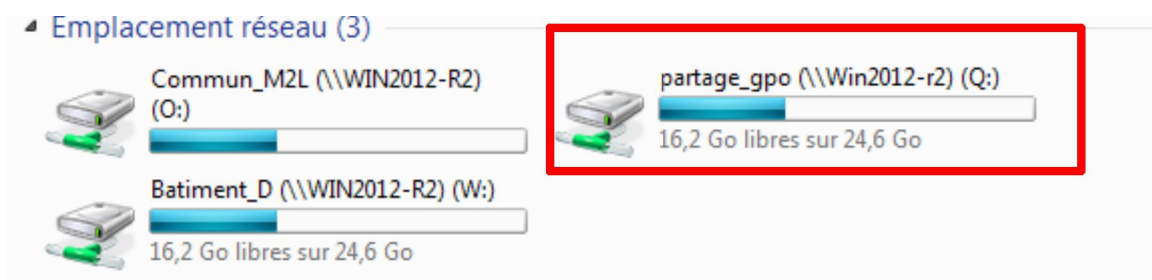 Emplacement réseau (3)
Commun_M2L (\\WIN2012-R2)
(O:)
partage_gpo (\\Win2012-r2) (Q:)
16,2 Go libres sur 24,6 Go
Batiment_D (\\WIN2012-R2) (W:)
16,2 Go libres sur 24,6 Go